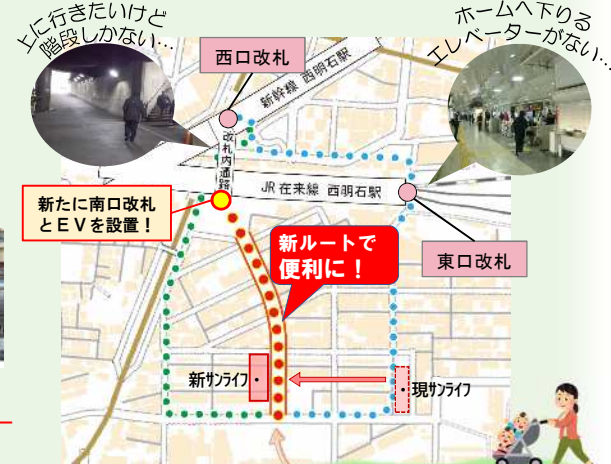 上に行きたいけど
階段しかない…
ホームへ下りる
エレベーターがない…
西口改札
新幹線 西明石駅
改札内通路
JR在来線 西明石駅
新たに南口改札
とEVを設置！
新ルートで
便利に！
東口改札
新サンライフ
現サンライフ